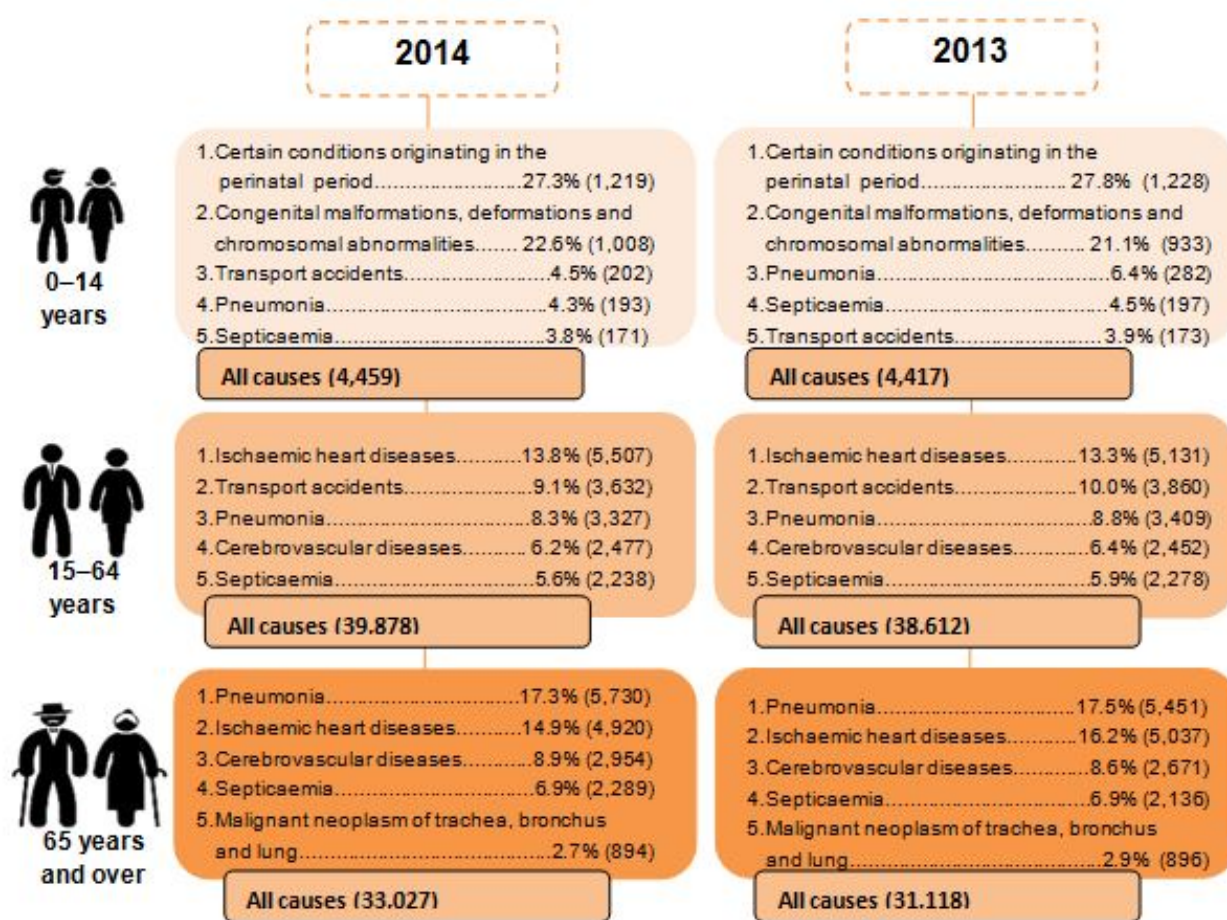 2014
2013
0–14
years
1.Certain conditions originating in the
perinatal period..........................27.3% (1,219)
2.Congenital malformations, deformations and
chromosomal abnormalities....... 22.6% (1,008)
3.Transport accidents.........................4.5% (202)
4.Pneumonia......................................4.3% (193)
5.Septicaemia.....................................3.8% (171)
All causes (4,459)
1.Certain conditions originating in the
perinatal period......................... 27.8% (1,228)
2.Congenital malformations, deformations and
chromosomal abnormalities.......... 21.1% (933)
3.Pneumonia.........................................6.4% (282)
4.Septicaemia.......................................4.5% (197)
5.Transport accidents...........................3.9% (173)
All causes (4,417)
15–64
years
1.Ischaemic heart diseases...........13.8% (5,507)
2.Transport accidents.....................9.1% (3,632)
3.Pneumonia...................................8.3% (3,327)
4.Cerebrovascular diseases...........6.2% (2,477)
5.Septicaemia..................................5.6% (2,238)
All causes (39.878)
1.Ischaemic heart diseases............13.3% (5,131)
2.Transport accidents.....................10.0% (3,860)
3.Pneumonia.....................................8.8% (3,409)
4.Cerebrovascular diseases............6.4% (2,452)
5.Septicaemia...................................5.9% (2,278)
All causes (38.612)
65 years
and over
1.Pneumonia.................................17.3% (5,730)
2.Ischaemic heart diseases...........14.9% (4,920)
3.Cerebrovascular diseases...........8.9% (2,954)
4.Septicaemia..................................6.9% (2,289)
5.Malignant neoplasm of trachea, bronchus
and lung.....................................2.7% (894)
All causes (33.027)
1.Pneumonia...................................17.5%(5,451)
2.Ischaemic heart diseases............16.2% (5,037)
3.Cerebrovascular diseases............8.6% (2,671)
4.Septicaemia...................................6.9% (2,136)
5.Malignant neoplasm of trachea, bronchus
and lung.......................................2.9% (896)
All causes (31.118)